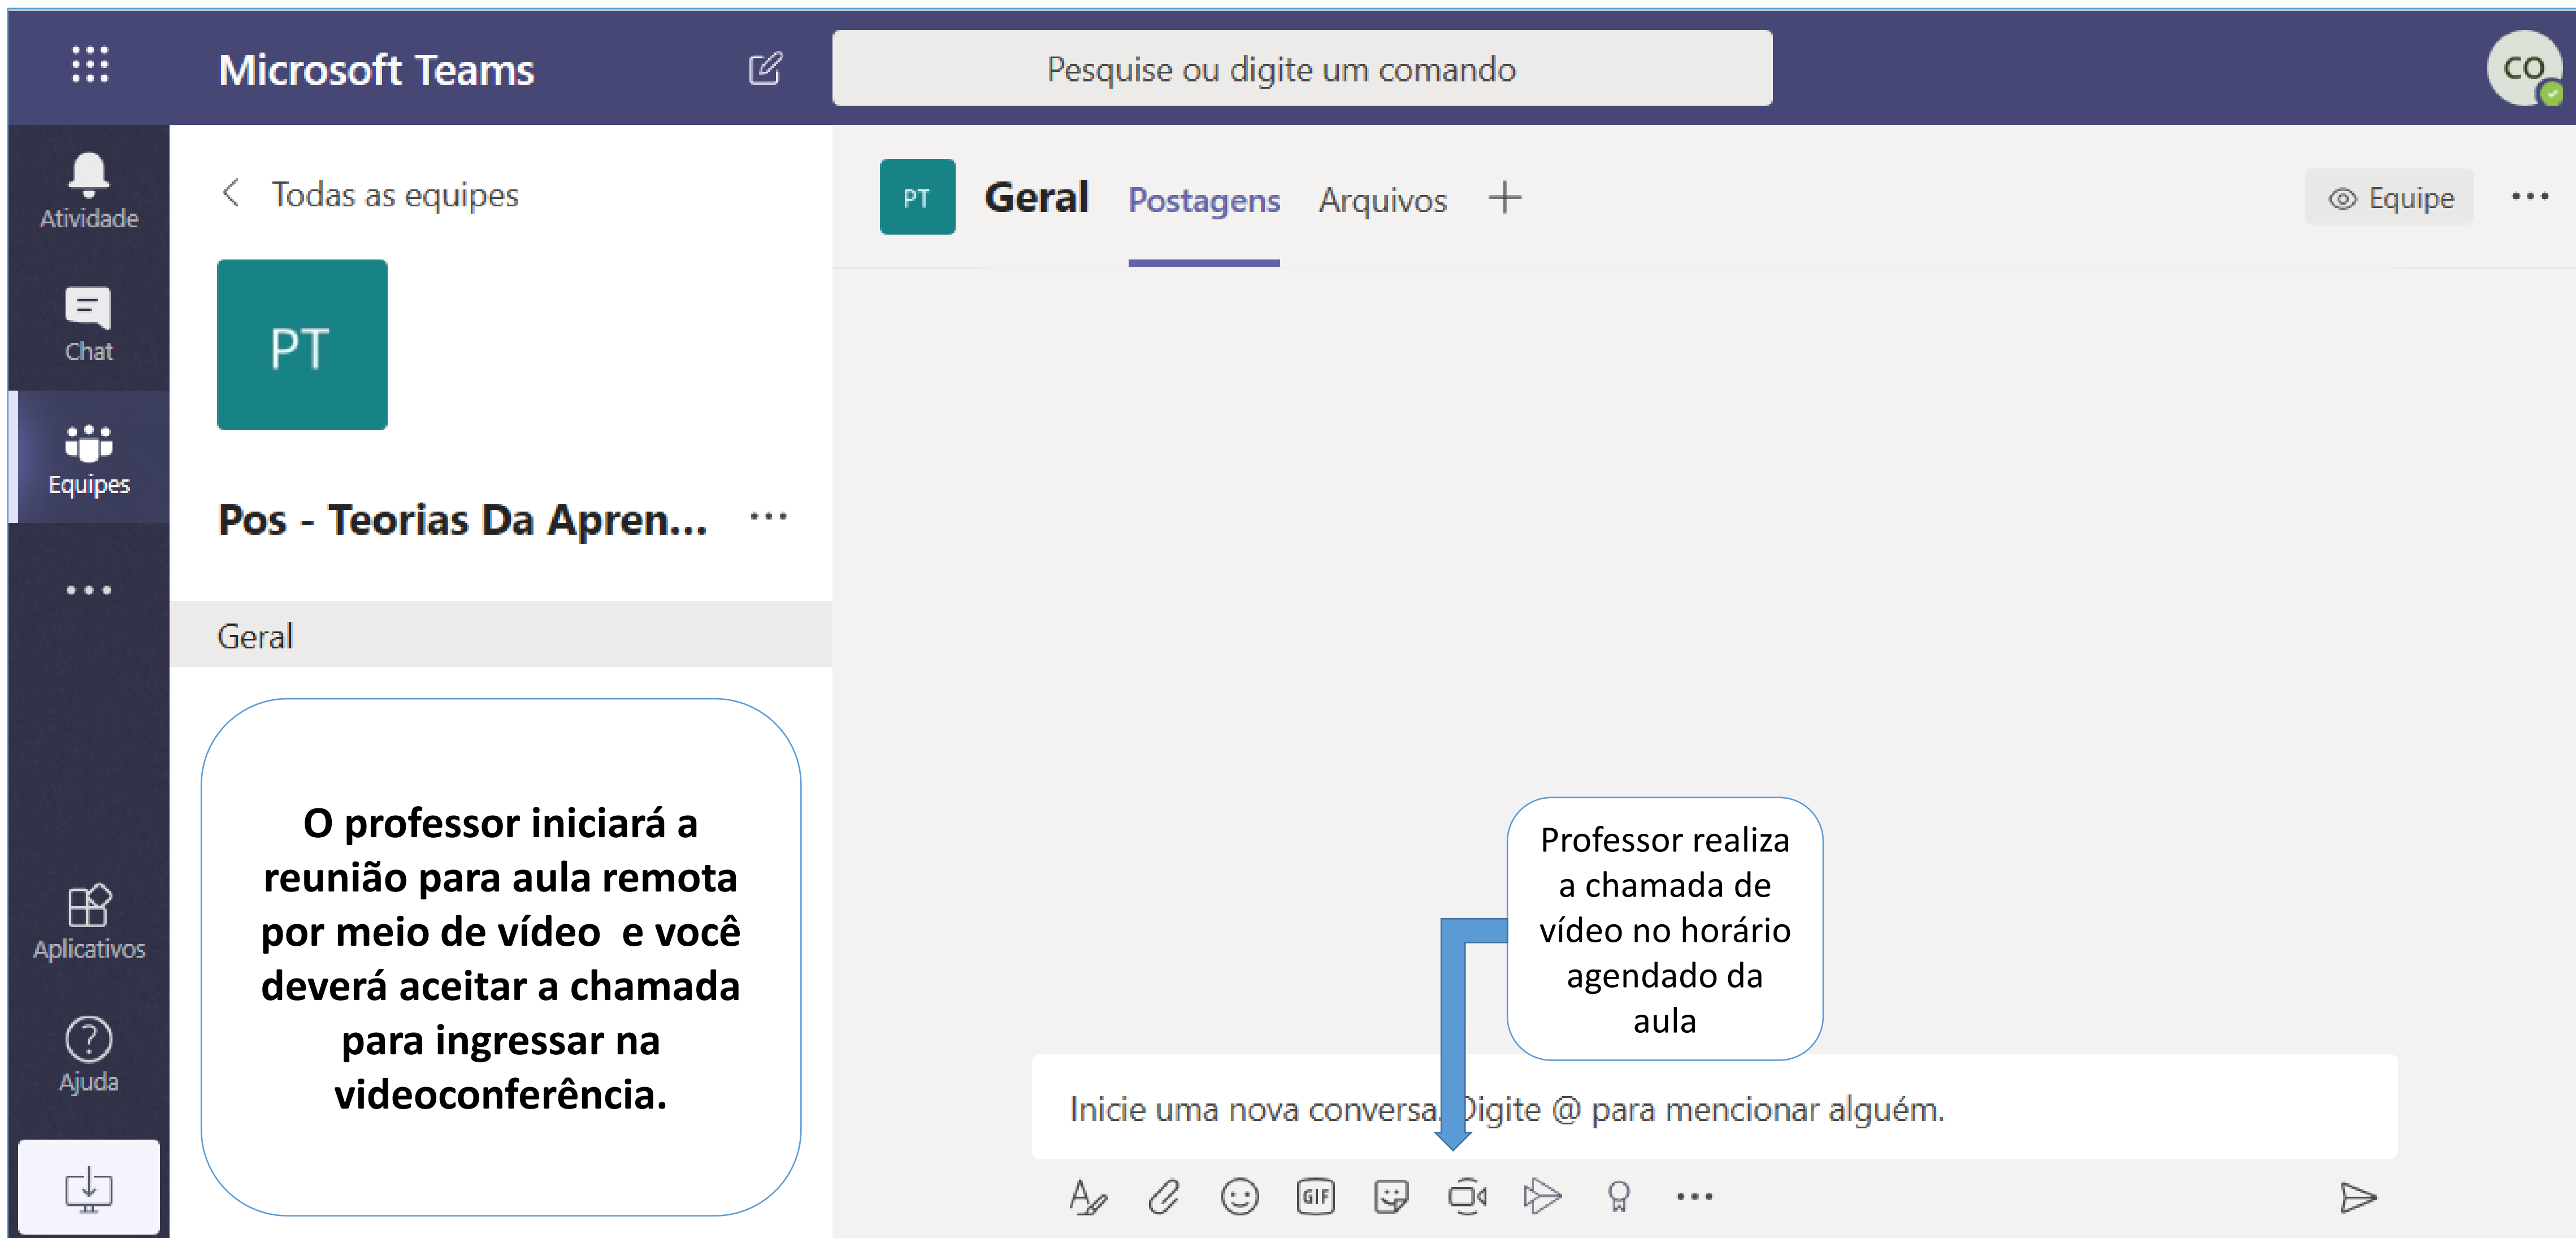 Microsoft Teams
Pesquise ou digite um comando
CO
Atividade
Chat
Equipes
Aplicativos
Ajuda
Todas as equipes
PT
Pos - Teorias Da Apren...
Geral
O professor iniciará a
reunião para aula remota
por meio de vídeo e você
deverá aceitar a chamada
para ingressar na
videoconferência.
PT
Geral Postagens Arquivos
Equipe
Professor realiza
a chamada de
vídeo no horário
agendado da
aula
Inicie uma nova conversa. Digite @ para mencionar alguém.
GIF